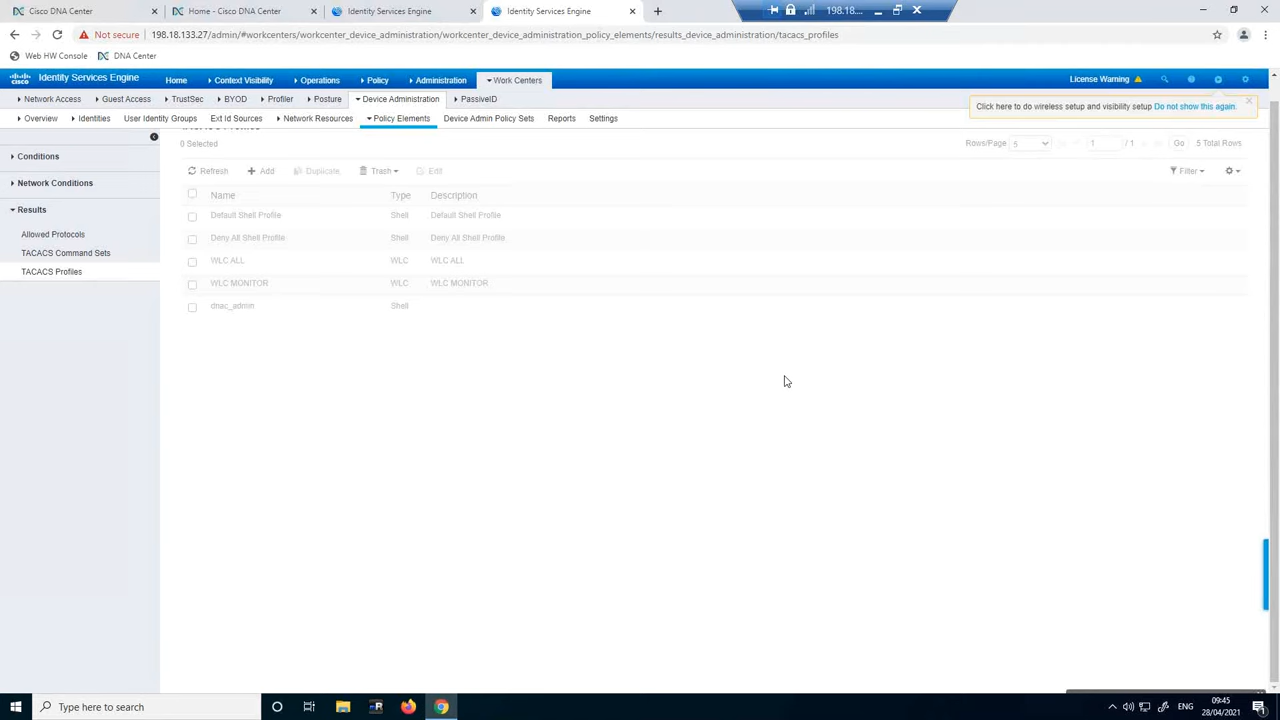 Cisco DNA Center
Home - Cisco DNA Center
Identity Services Engine
Identity Services Engine
198.18.
Not secure
198.18.133.27/admin/#workcenters/workcenter_device_administration/workcenter_device_administration_policy_elements/results_device_administration/tacacs_profiles
Web HW Console
DNA Center
cisco
Identity Services Engine
Home
Context Visibility
Operations
Policy
Administration
Work Centers
License Warning
Network Access
Guest Access
TrustSec
BYOD
Profiler
Posture
Device Administration
PassiveID
Click here to do wireless setup and visibility setup Do not show this again.
Overview
Identities
User Identity Groups
Ext Id Sources
Network Resources
Policy Elements
Device Admin Policy Sets
Reports
Settings
Conditions
Network Conditions
Results
Allowed Protocols
TACACS Command Sets
TACACS Profiles
0 Selected
Rows/Page 5
1
/ 1
Go
5 Total Rows
Refresh
Add
Duplicate
Trash
Edit
Filter
Name Type Description
Default Shell Profile Shell Default Shell Profile
Deny All Shell Profile Shell Deny All Shell Profile
WLC ALL WLC WLC ALL
WLC MONITOR WLC WLC MONITOR
dnac_admin Shell
Type here to search
ENG
09:45
28/04/2021
1